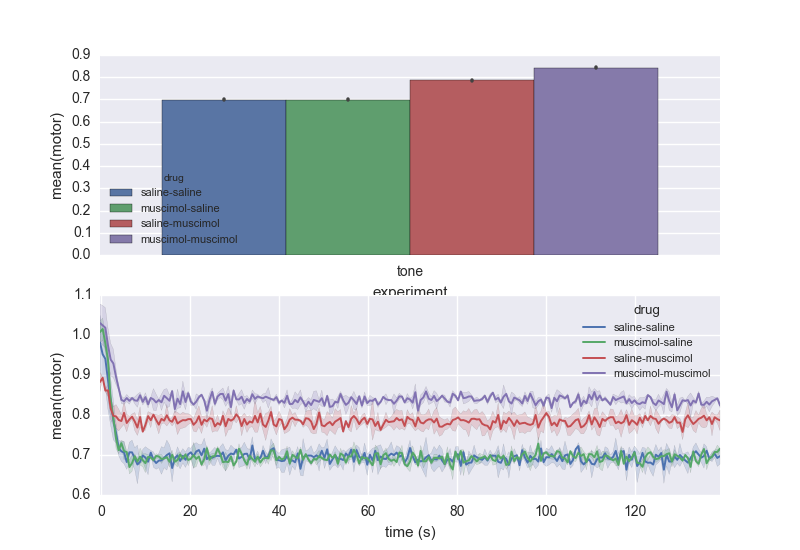 0.9
0.8
0.7
0.6
0.5
0.4
0.3
0.2
0.1
0.0
mean(motor)
drug
saline-saline
muscimol-saline
saline-muscimol
muscimol-muscimol
tone
experiment
1.1
1.0
0.9
0.8
0.7
0.6
mean(motor)
drug
saline-saline
muscimol-saline
saline-muscimol
muscimol-muscimol
0 20 40 60 80 100 120
time (s)